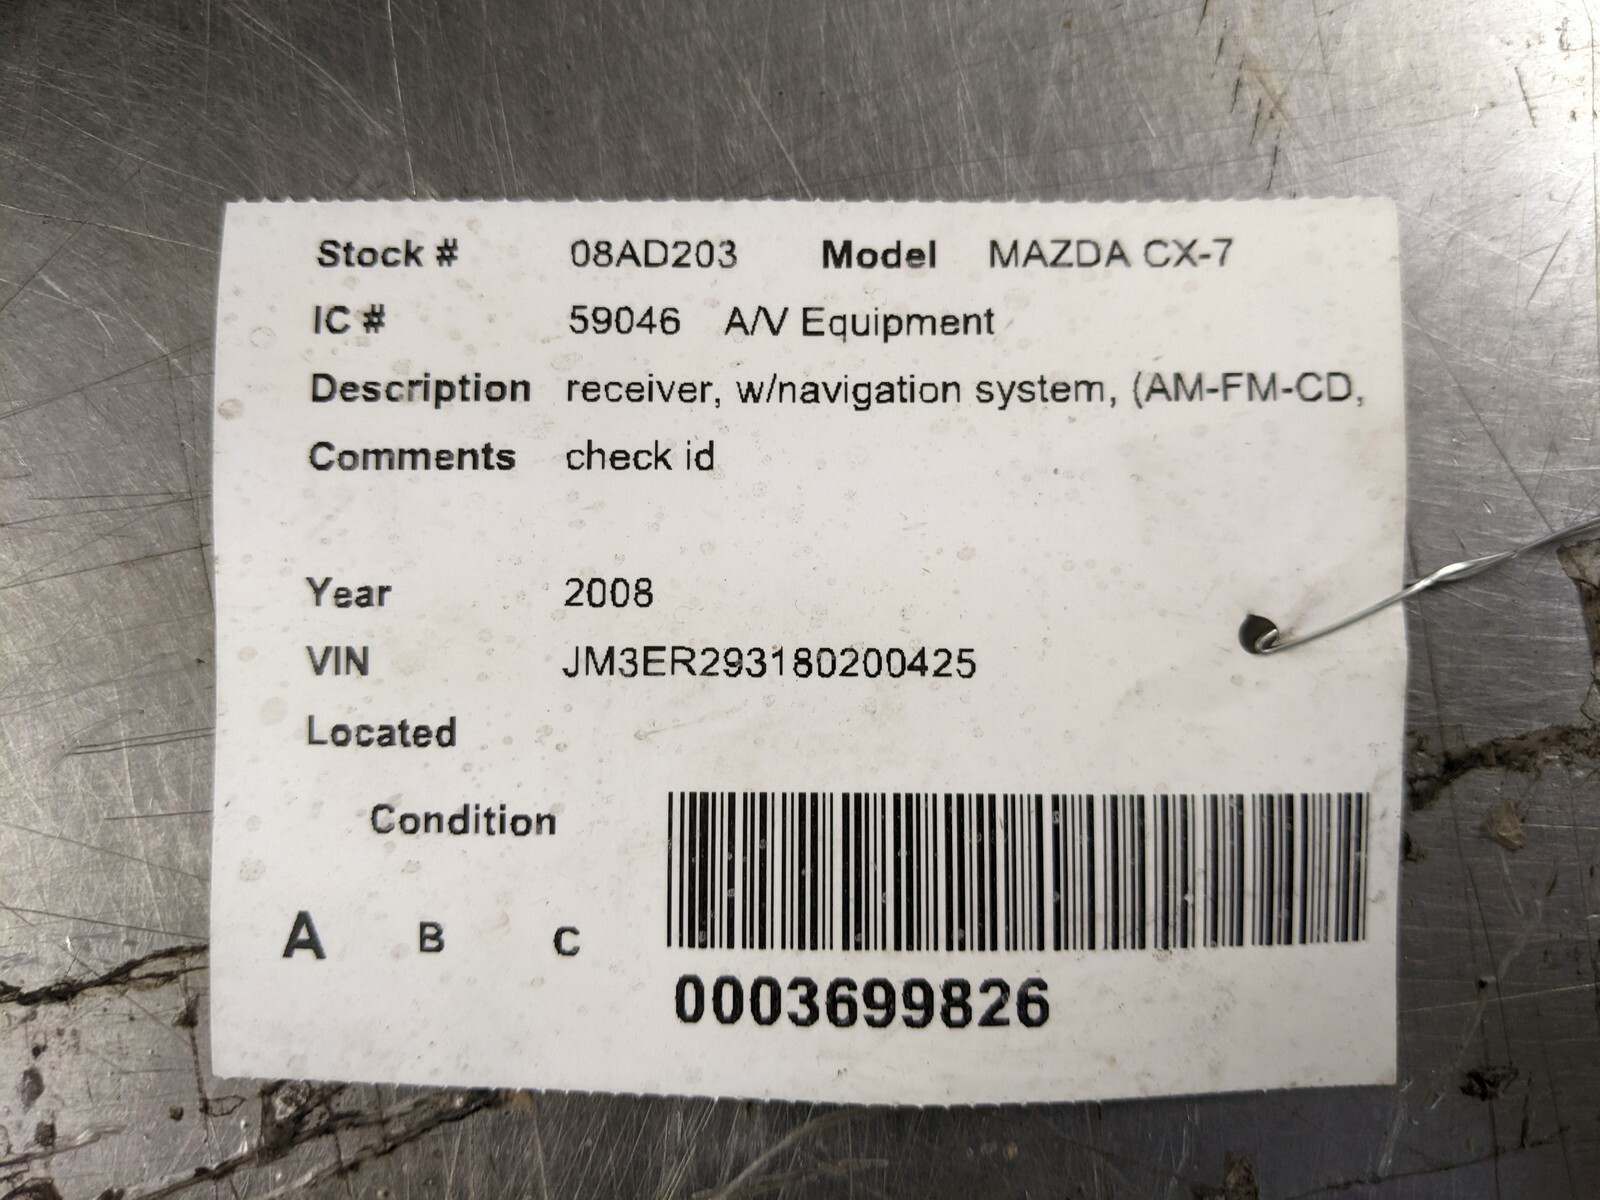 Stock # 08AD203 Model MAZDA CX-7
IC # 59046 A/V Equipment
Description receiver, w/navigation system, (AM-FM-CD,
Comments check id
Year 2008
VIN JM3ER293180200425
Located
Condition
A B C
0003699826